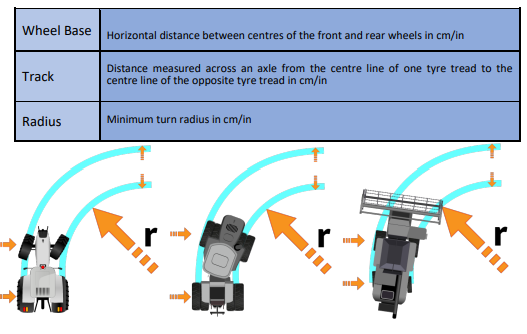 Wheel Base
Horizontal distance between centres of the front and rear wheels in cm/in
Track
Distance measured across an axle from the centre line of one tyre tread to the
centre line of the opposite tyre tread in cm/in
Radius
Minimum turn radius in cm/in
r
r
r